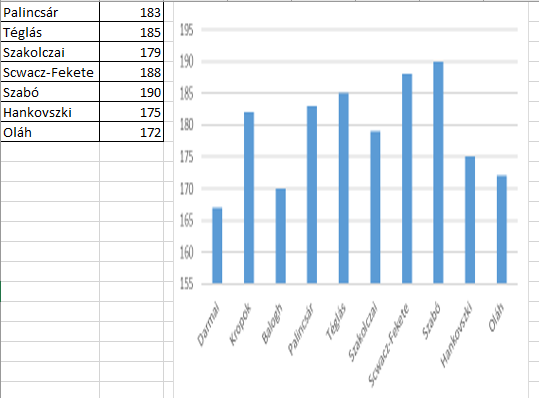 Palincsár 183
Téglás 185
Szakolczai 179
Scwacz-Fekete 188
Szabó 190
Hankovszki 175
Oláh 172
195
190
185
180
175
170
165
160
155
Darmai
Kropok
Balogh
Palincsár
Téglás
Szakolczai
Scwacz-Fekete
Szabó
Hankovszki
Oláh